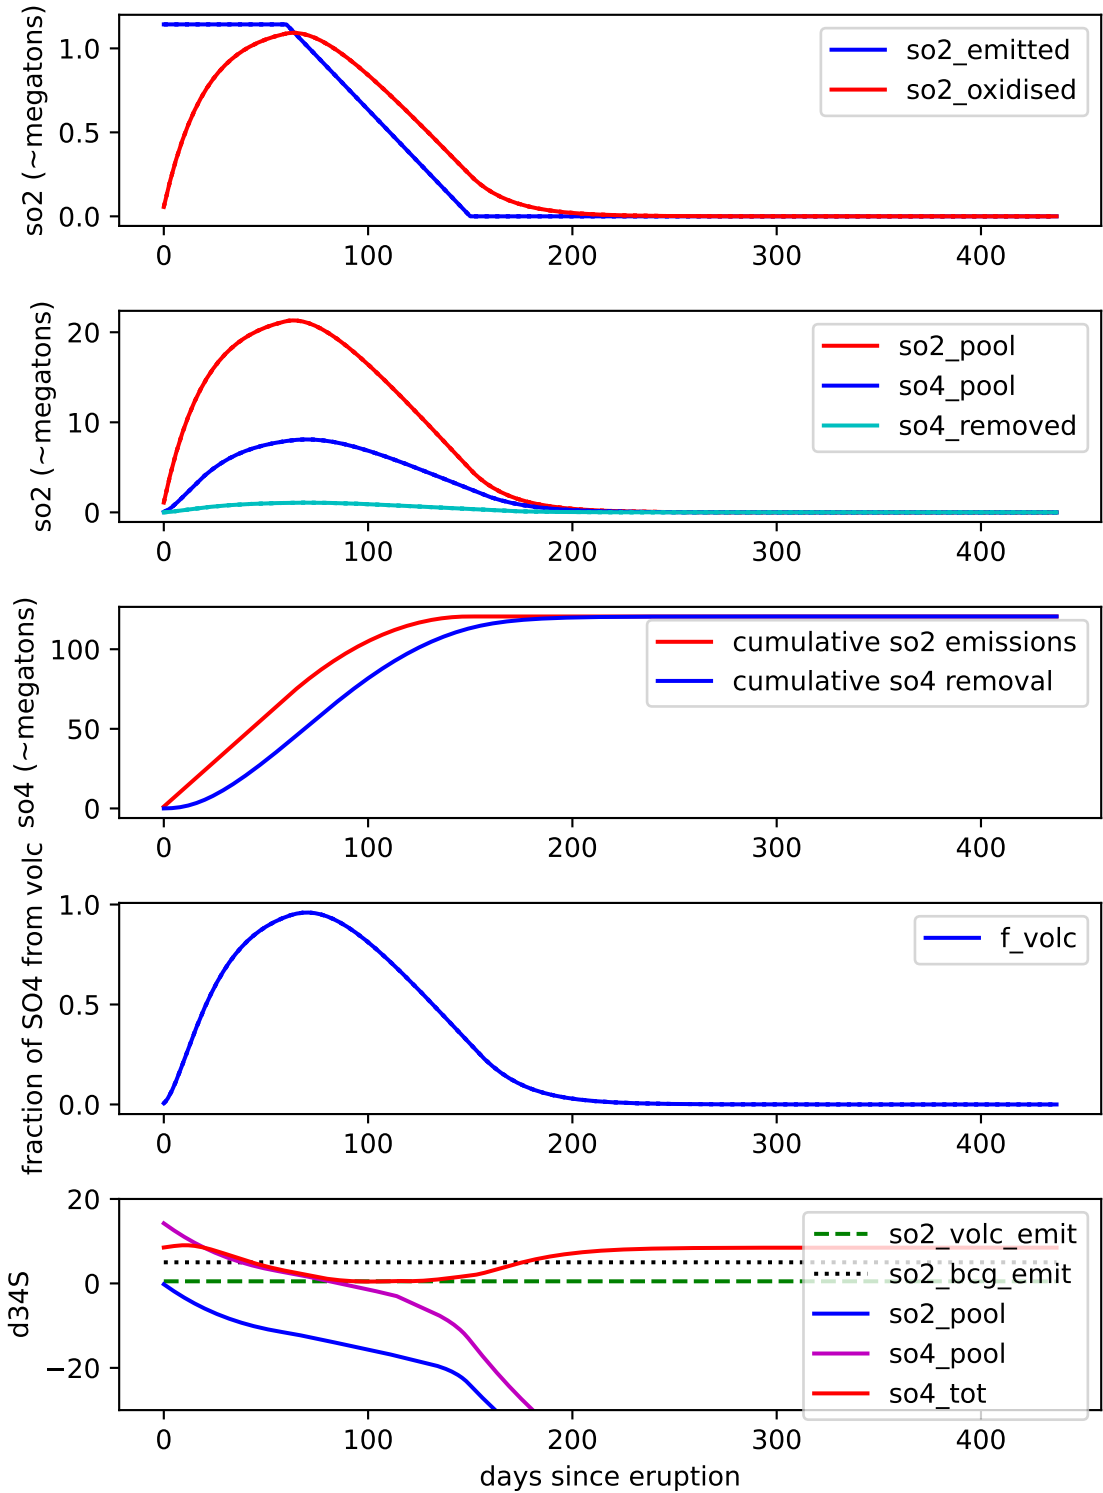 so2 (~megatons)
1.0
0.5
0.0
so2_emitted
so2_oxidised
0 100 200 300 400
so2 (~megatons)
20
10
0
so2_pool
so4_pool
so4_removed
0 100 200 300 400
so4 (~megatons)
100
50
0
cumulative so2 emissions
cumulative so4 removal
0 100 200 300 400
fraction of SO4 from volc
1.0
0.5
0.0
f_volc
0 100 200 300 400
d34S
20
0
−20
so2_volc_emit
so2_bcg_emit
so2_pool
so4_pool
so4_tot
0 100 200 300 400
days since eruption